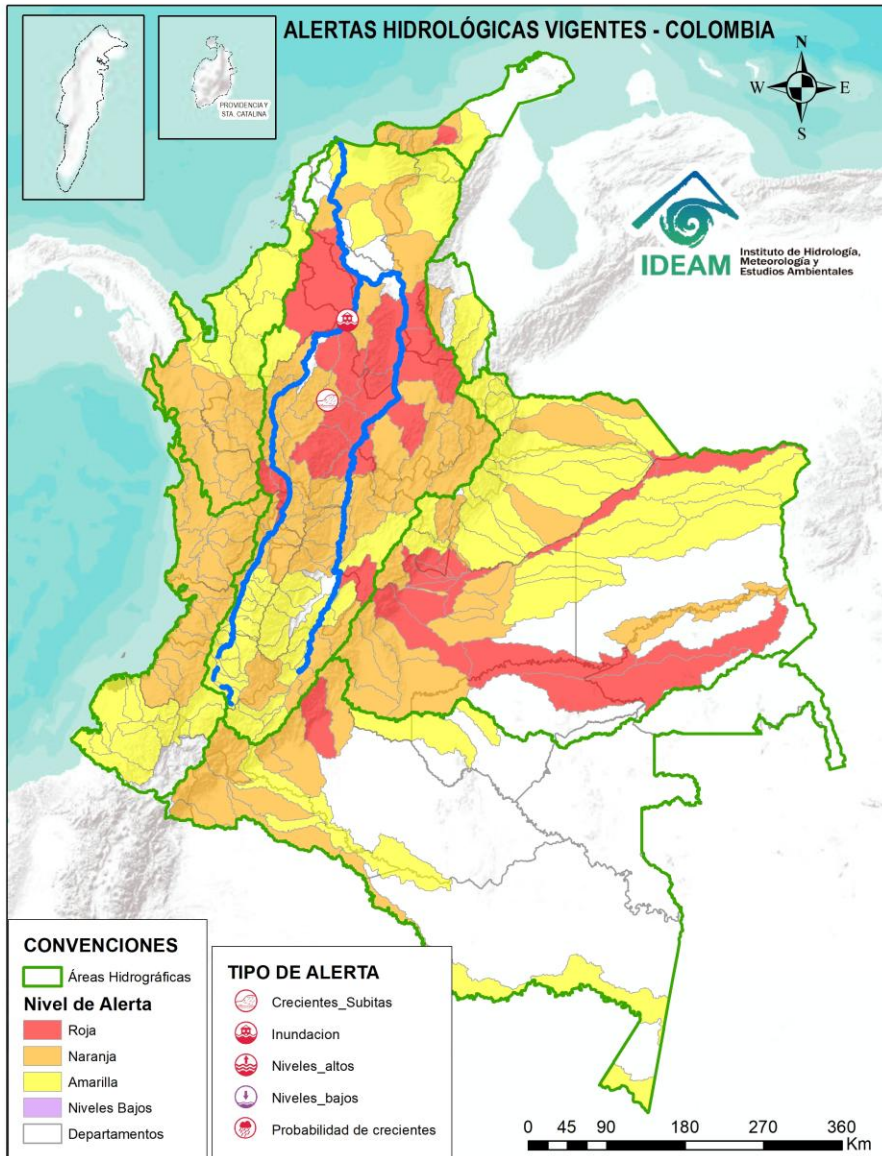 ALERTAS HIDROLÓGICAS VIGENTES - COLOMBIA
PROVIDENCIA Y
STA. CATALINA
N
W
E
S
IDEAM
Instituto de Hidrología,
Meteorología y
Estudios Ambientales
CONVENCIONES
Áreas Hidrográficas
Nivel de Alerta
Roja
Naranja
Amarilla
Niveles Bajos
Departamentos
TIPO DE ALERTA
Crecientes_Subitas
Inundacion
Niveles_altos
Niveles_bajos
Probabilidad de crecientes
0 45 90 180 270 360
Km